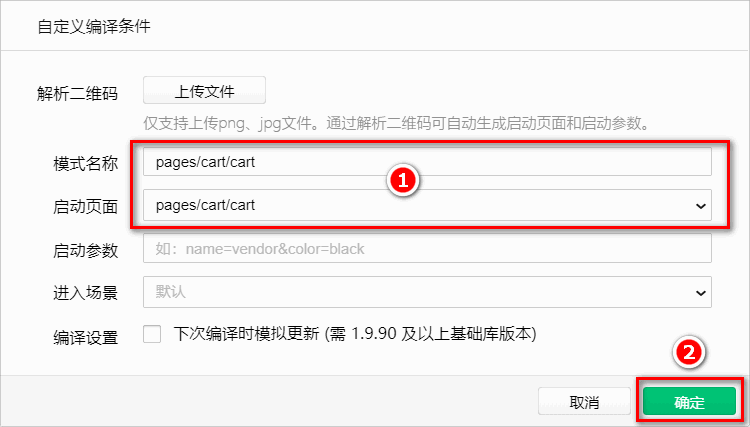 自定义编译条件
解析二维码 上传文件
仅支持上传png、jpg文件。通过解析二维码可自动生成启动页面和启动参数。
模式名称 pages/cart/cart
1
启动页面 pages/cart/cart
启动参数 如：name=vendor&color=black
进入场景 默认
编译设置 下次编译时模拟更新 (需 1.9.90 及以上基础库版本)
2
取消 确定